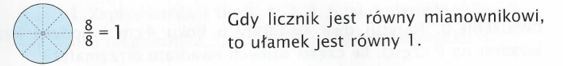 8/8 = 1
Gdy licznik jest równy mianownikowi,
to ułamek jest równy 1.